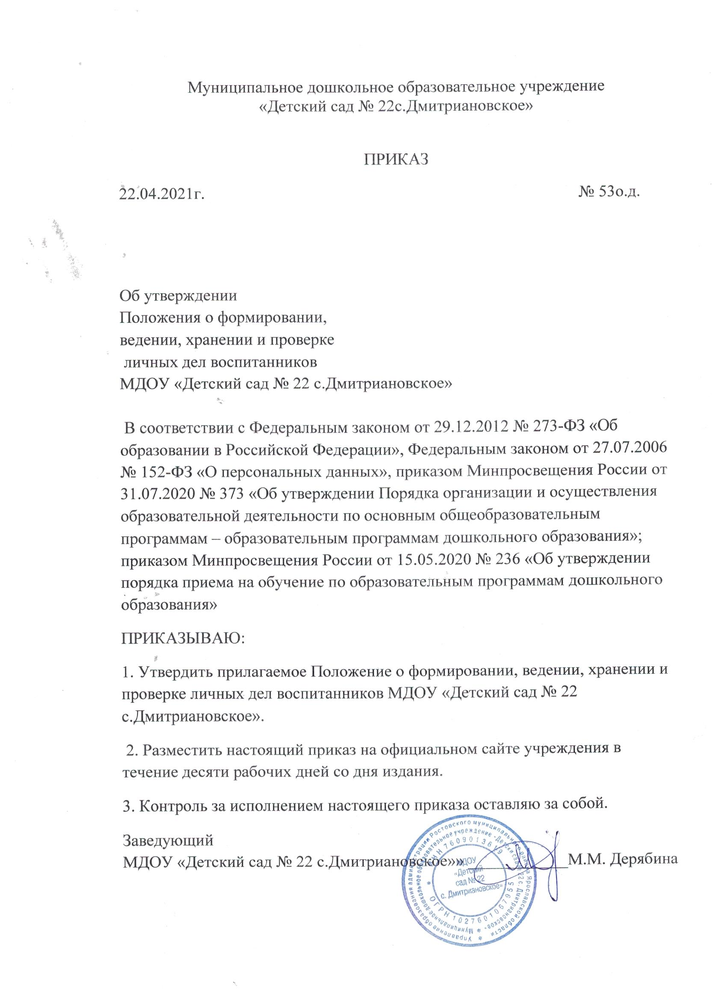 Муниципальное дошкольное образовательное учреждение
«Детский сад № 22с.Дмитриановское»
ПРИКАЗ
22.04.2021г. № 53о.д.
Об утверждении
Положения о формировании,
ведении, хранении и проверке
личных дел воспитанников
МДОУ «Детский сад № 22 с.Дмитриановское»
В соответствии с Федеральным законом от 29.12.2012 № 273-ФЗ «Об
образовании в Российской Федерации», Федеральным законом от 27.07.2006
№ 152-ФЗ «О персональных данных», приказом Минпросвещения России от
31.07.2020 № 373 «Об утверждении Порядка организации и осуществления
образовательной деятельности по основным общеобразовательным
программам – образовательным программам дошкольного образования»;
приказом Минпросвещения России от 15.05.2020 № 236 «Об утверждении
порядка приема на обучение по образовательным программам дошкольного
образования»
ПРИКАЗЫВАЮ:
1. Утвердить прилагаемое Положение о формировании, ведении, хранении и
проверке личных дел воспитанников МДОУ «Детский сад № 22
с.Дмитриановское».
2. Разместить настоящий приказ на официальном сайте учреждения в
течение десяти рабочих дней со дня издания.
3. Контроль за исполнением настоящего приказа оставляю за собой.
Заведующий
МДОУ «Детский сад № 22 с.Дмитриановское»» ____________М.М. Дерябина
Управление образования администрации Ростовского муниципального района Ярославской области *
Муниципальное дошкольное образовательное учреждение «Детский сад № 22 с. Дмитриановское» *
* ИНН 7609013619
ОГРН 1027601067955
МДОУ
«Детский
сад № 22
с. Дмитриановское»